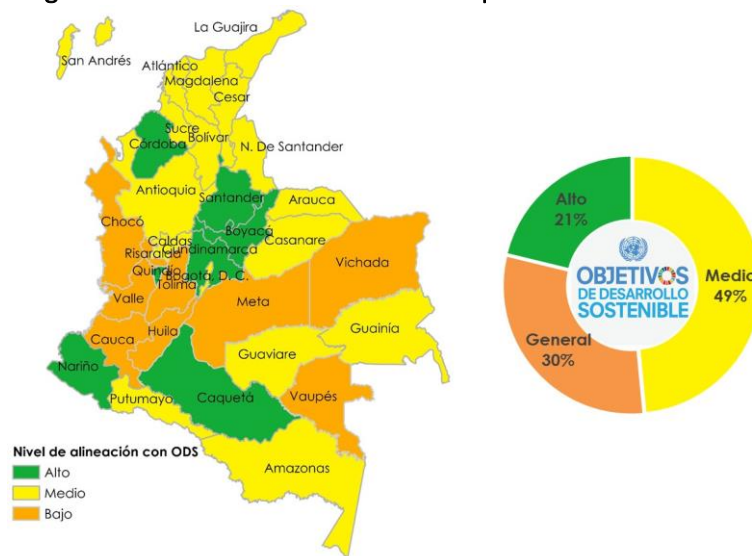 La Guajira
San Andrés
Atlántico
Magdalena
Cesar
Sucre
Bolívar
Córdoba
N. De Santander
Antioquia
Santander
Arauca
Chocó
Boyacá
Caldas
Casanare
Cundinamarca
Risaralda
Quindío
Bogotá, D. C.
Tolima
Vichada
Valle
Meta
Huila
Guainía
Cauca
Guaviare
Nariño
Vaupés
Putumayo
Caquetá
Amazonas
Nivel de alineación con ODS
Alto
Medio
Bajo
Alto
21%
Medio
49%
General
30%
OBJETIVOS
DE DESARROLLO
SOSTENIBLE